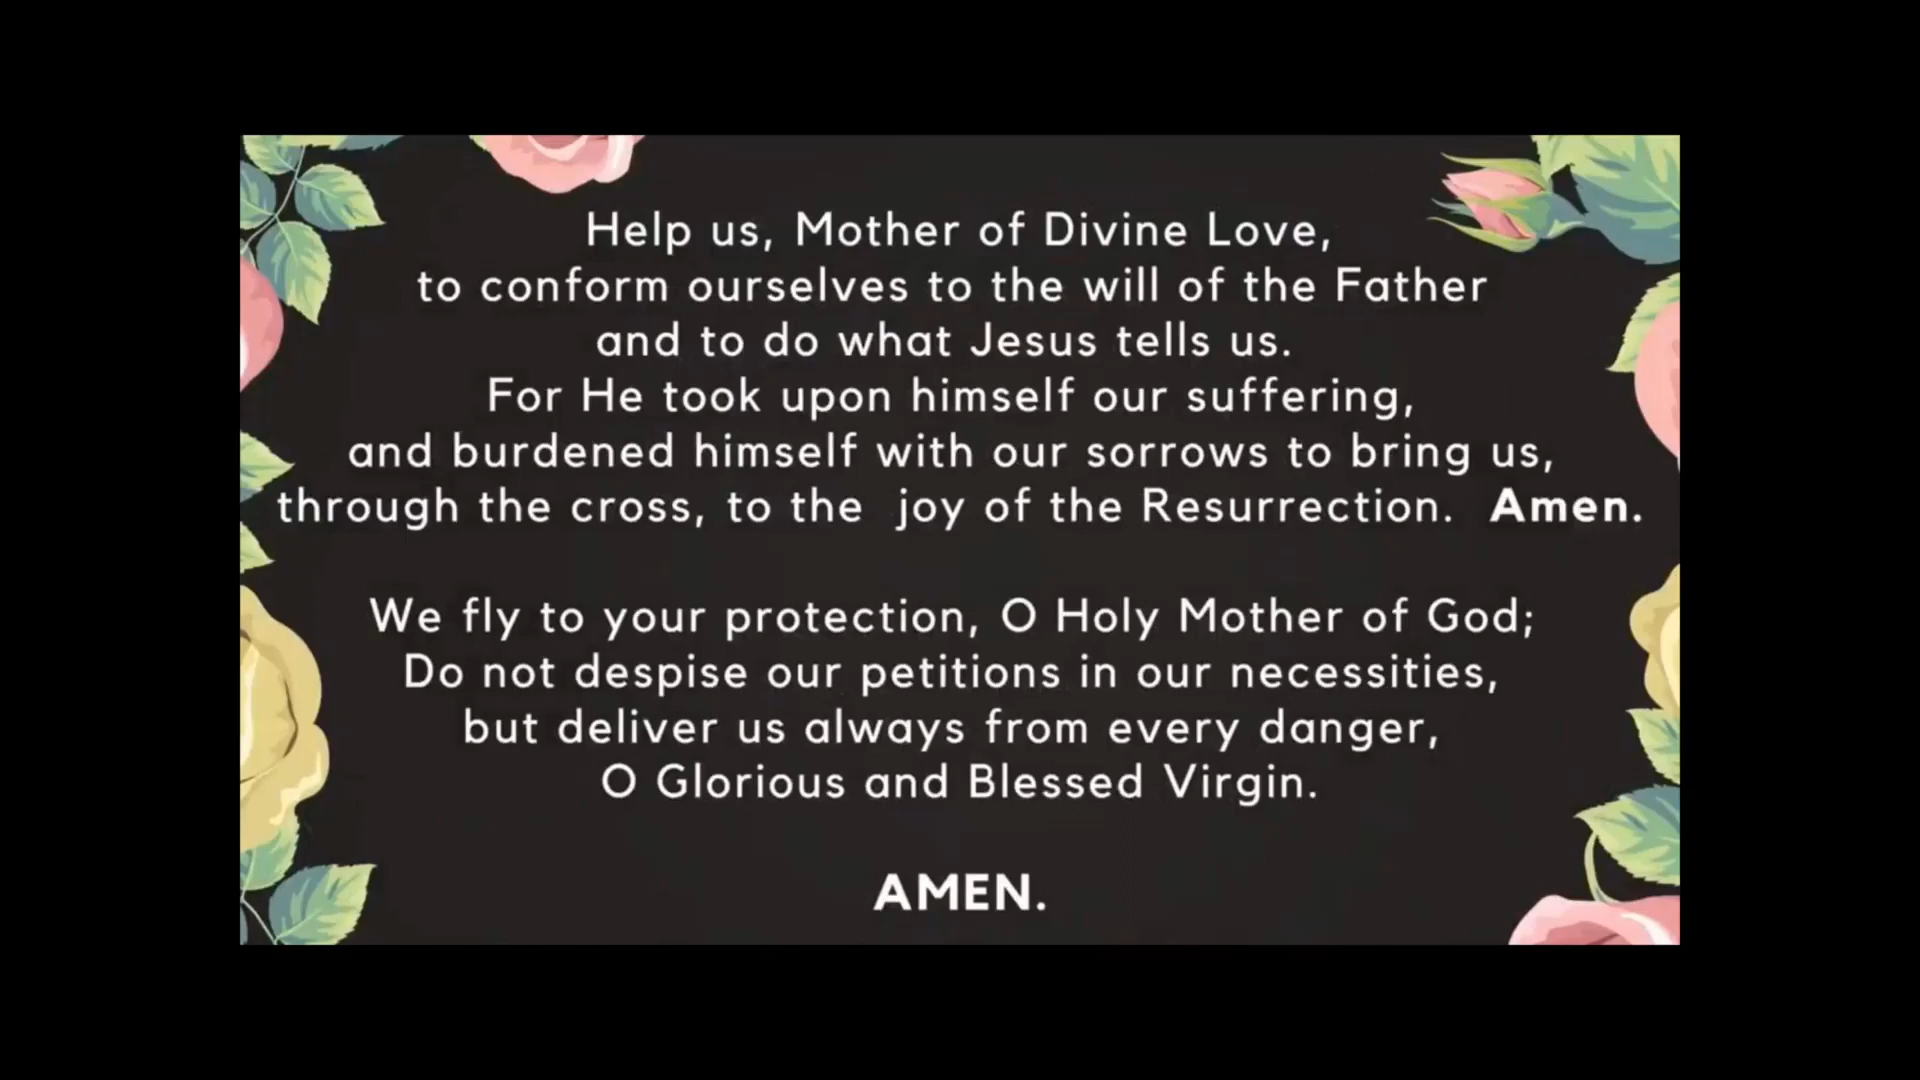 Help us, Mother of Divine Love,
to conform ourselves to the will of the Father
and to do what Jesus tells us.
For He took upon himself our suffering,
and burdened himself with our sorrows to bring us,
through the cross, to the joy of the Resurrection. Amen.
We fly to your protection, O Holy Mother of God;
Do not despise our petitions in our necessities,
but deliver us always from every danger,
O Glorious and Blessed Virgin.
AMEN.